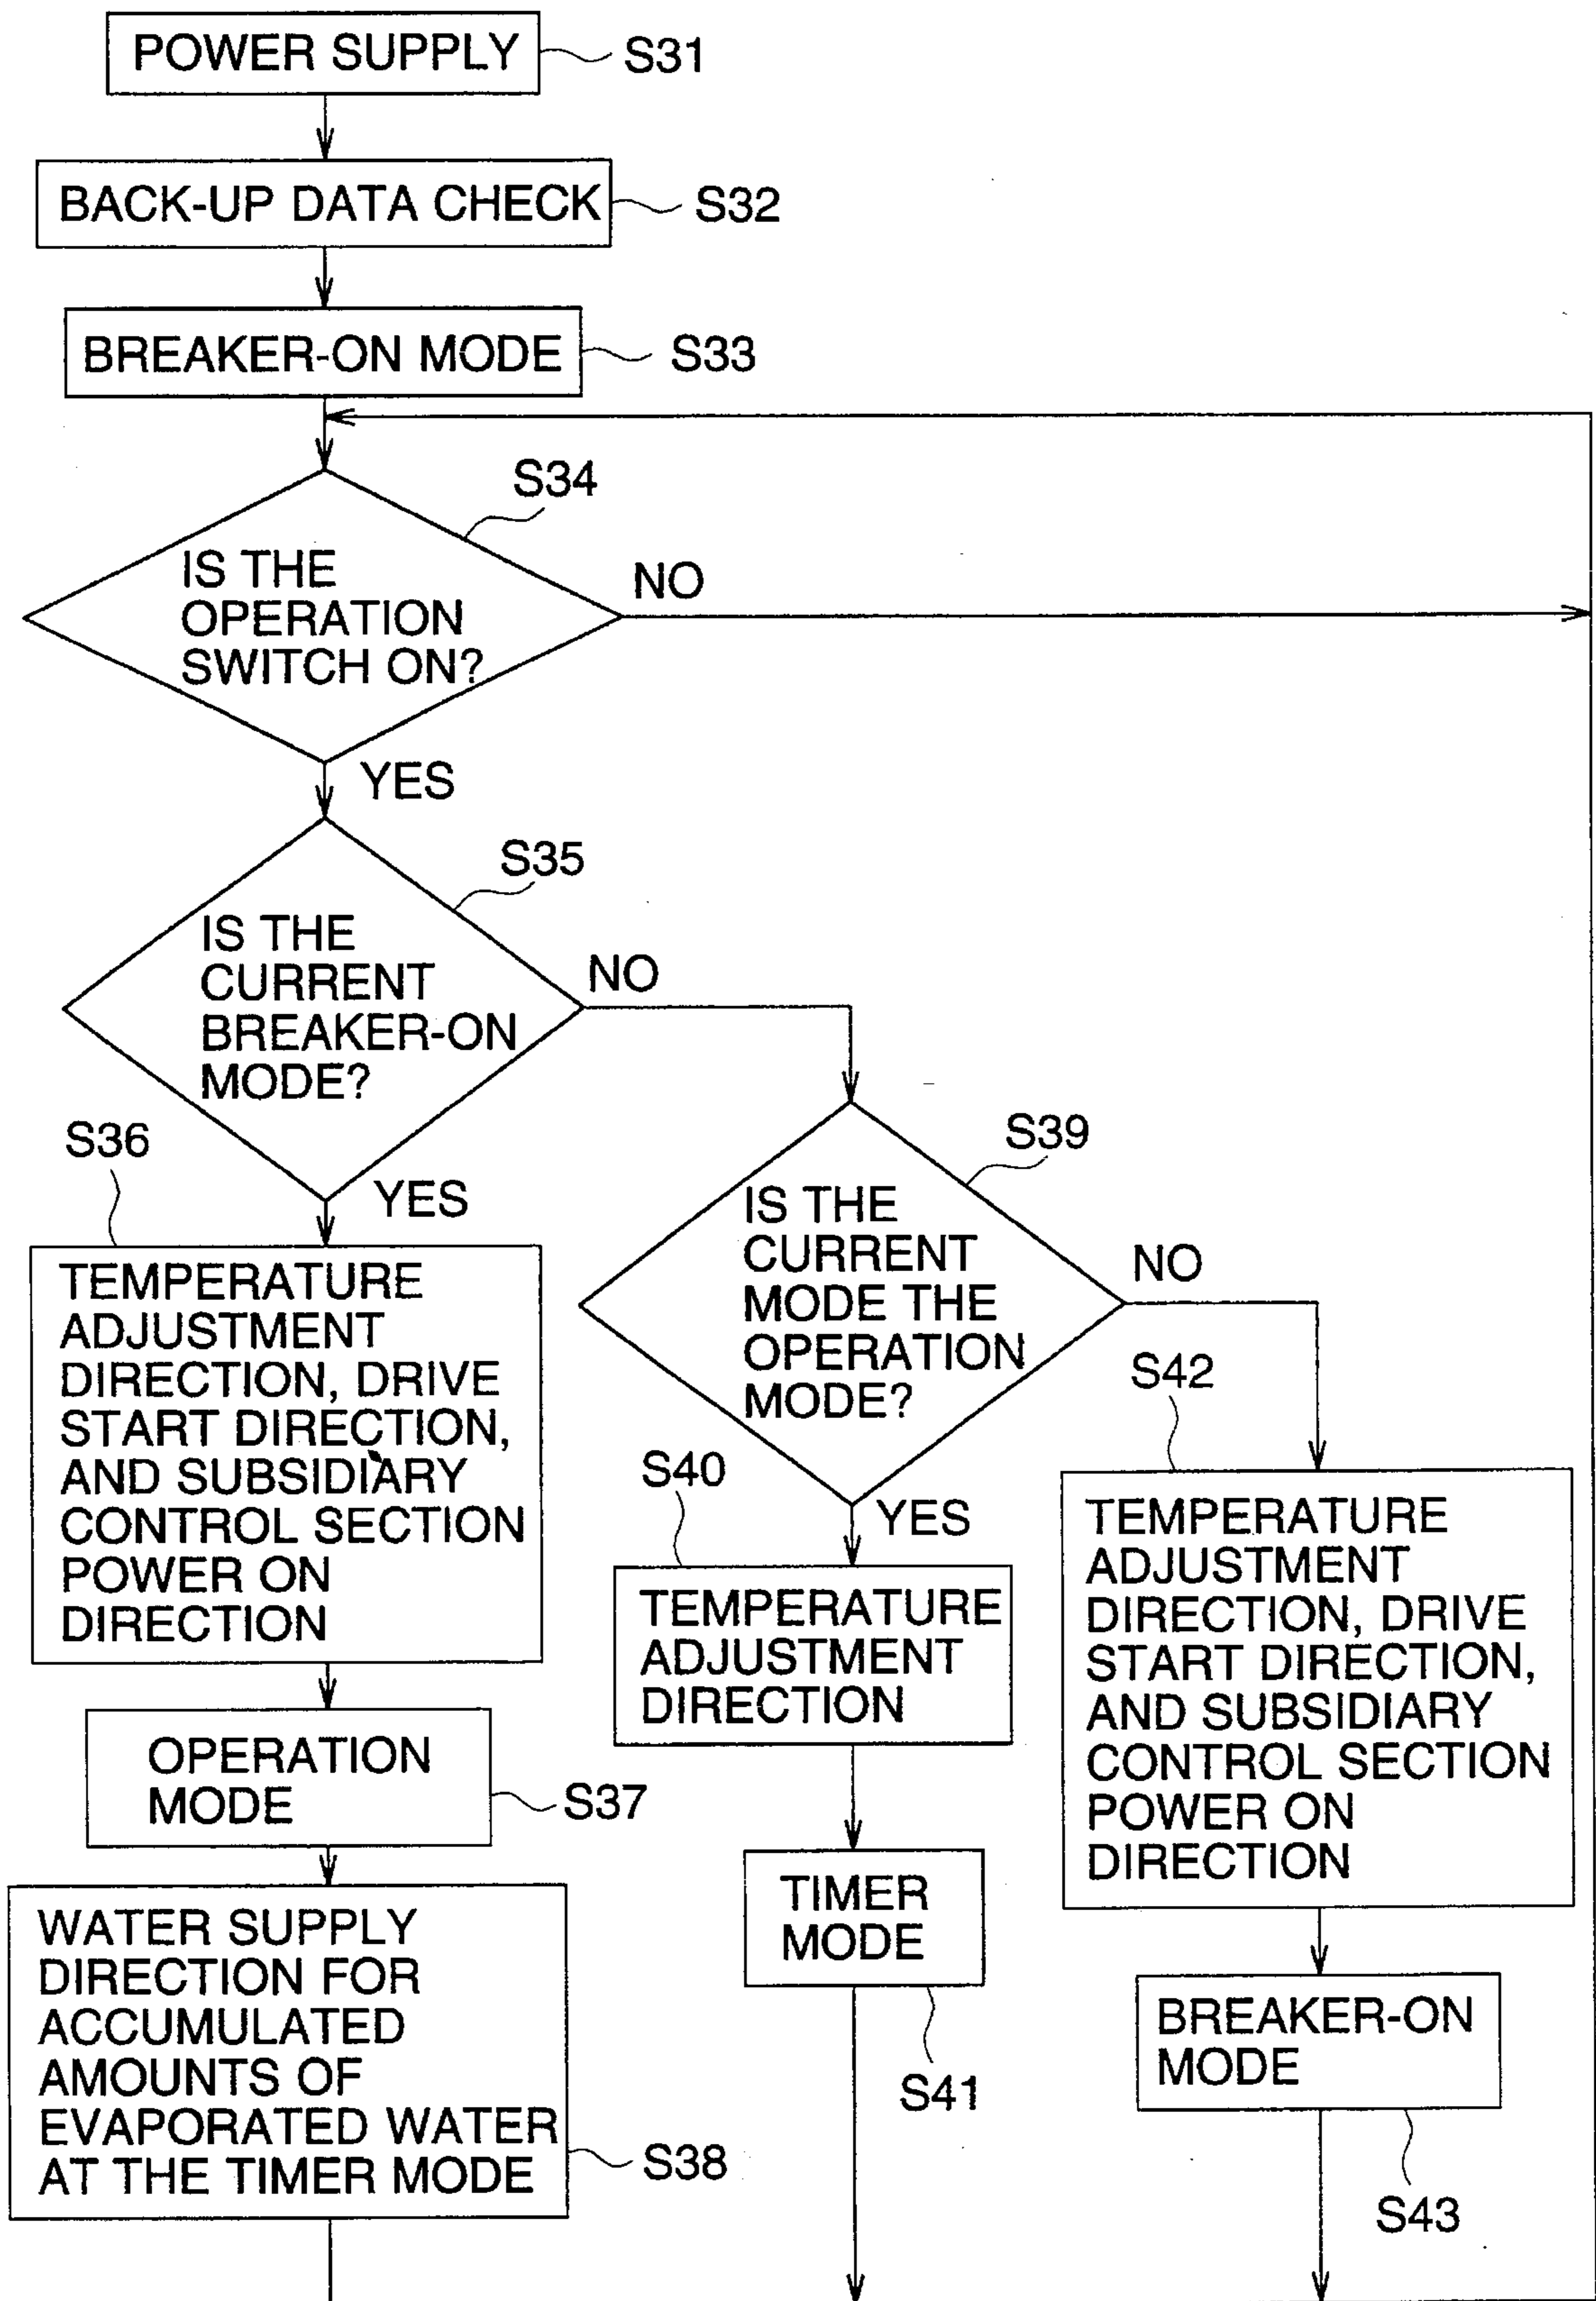 POWER SUPPLY
S31
BACK-UP DATA CHECK
S32
BREAKER-ON MODE
S33
S34
IS THE
OPERATION
SWITCH ON?
NO
YES
S35
IS THE
CURRENT
BREAKER-ON
MODE?
NO
YES
S36
TEMPERATURE
ADJUSTMENT
DIRECTION, DRIVE
START DIRECTION,
AND SUBSIDIARY
CONTROL SECTION
POWER ON
DIRECTION
OPERATION
MODE
S37
WATER SUPPLY
DIRECTION FOR
ACCUMULATED
AMOUNTS OF
EVAPORATED WATER
AT THE TIMER MODE
S38
S39
IS THE
CURRENT
MODE THE
OPERATION
MODE?
NO
YES
S40
TEMPERATURE
ADJUSTMENT
DIRECTION
TIMER
MODE
S41
S42
TEMPERATURE
ADJUSTMENT
DIRECTION, DRIVE
START DIRECTION,
AND SUBSIDIARY
CONTROL SECTION
POWER ON
DIRECTION
BREAKER-ON
MODE
S43